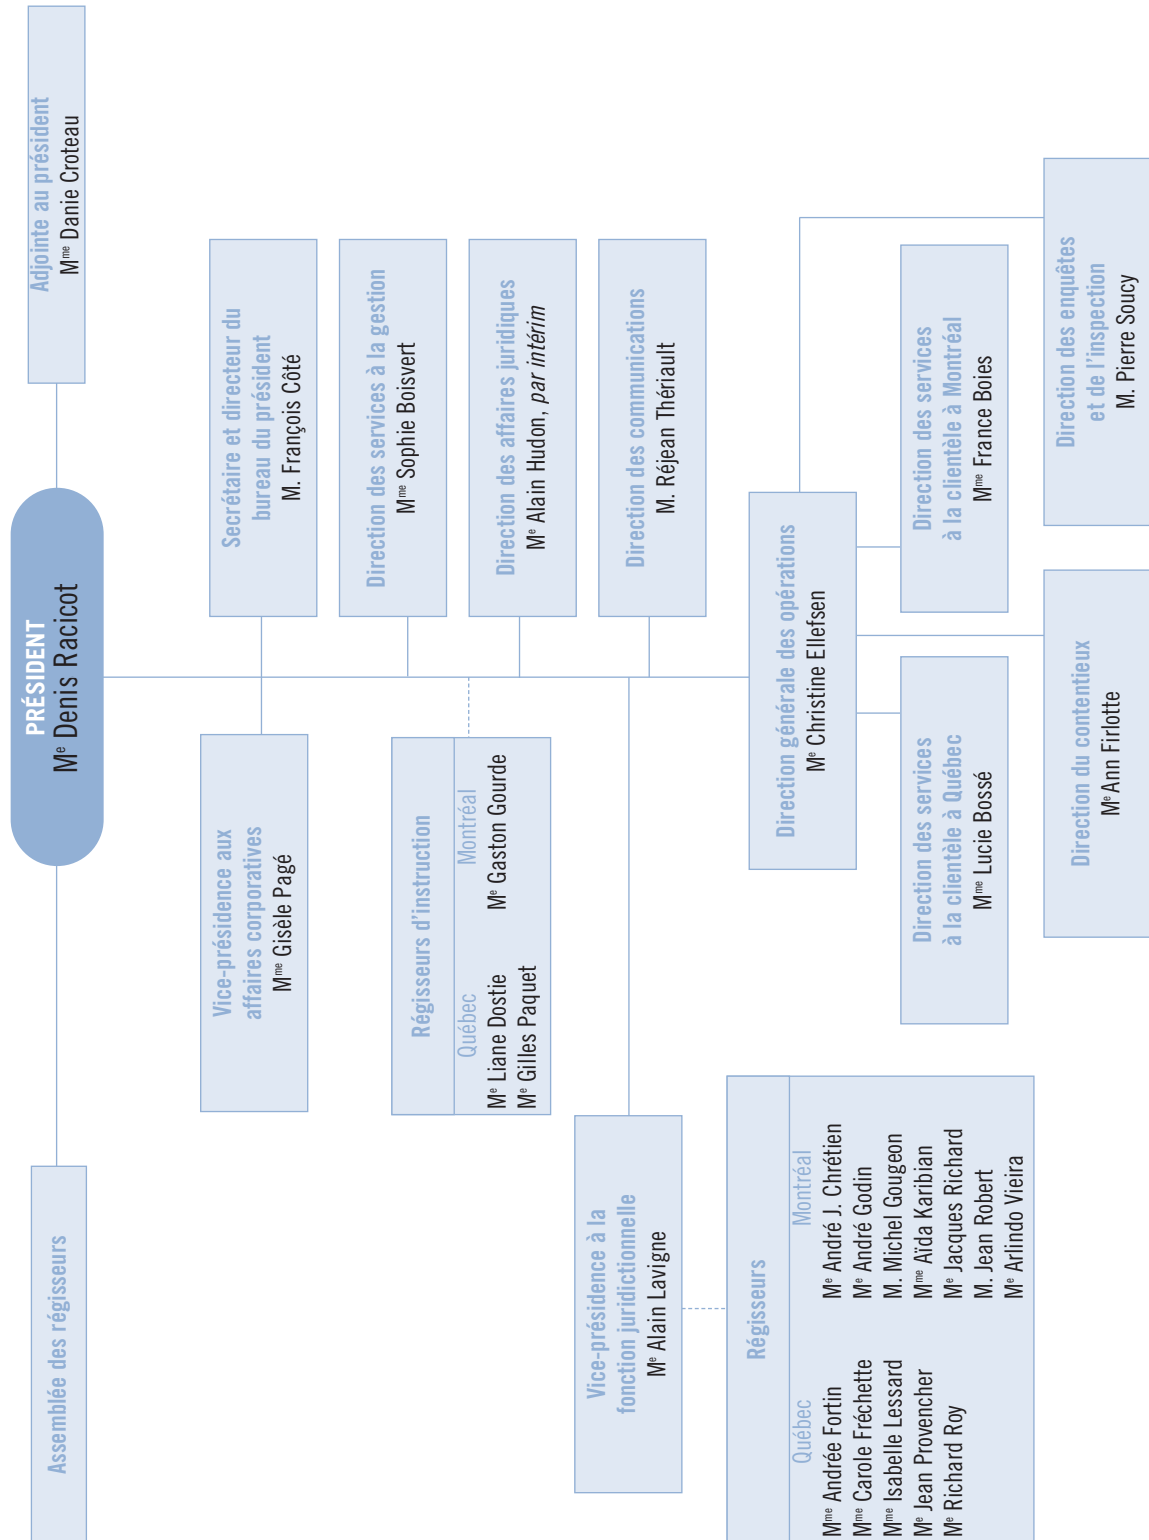 PRÉSIDENT
Me Denis Racicot
Assemblée des régisseurs
Adjointe au président
Mme Danie Croteau
Vice-présidence aux
affaires corporatives
Mme Gisèle Pagé
Secrétaire et directeur du
bureau du président
M. François Côté
Direction des services à la gestion
Mme Sophie Boisvert
Régisseurs d'instruction
Québec
Montréal
Me Liane Dostie
Me Gaston Gourde
Me Gilles Paquet
Direction des affaires juridiques
Me Alain Hudon, par intérim
Direction des communications
M. Réjean Thériault
Vice-présidence à la
fonction juridictionnelle
Me Alain Lavigne
Régisseurs
Québec
Mme Andrée Fortin
Mme Carole Fréchette
Mme Isabelle Lessard
Me Jean Provencher
Me Richard Roy
Montréal
Me André J. Chrétien
Me André Godin
M. Michel Gougeon
Mme Aïda Karibian
Me Jacques Richard
M. Jean Robert
Me Arlindo Vieira
Direction générale des opérations
Me Christine Ellefsen
Direction des services
à la clientèle à Québec
Mme Lucie Bossé
Direction des services
à la clientèle à Montréal
Mme France Boies
Direction du contentieux
Me Ann Firlotte
Direction des enquêtes
et de l'inspection
M. Pierre Soucy